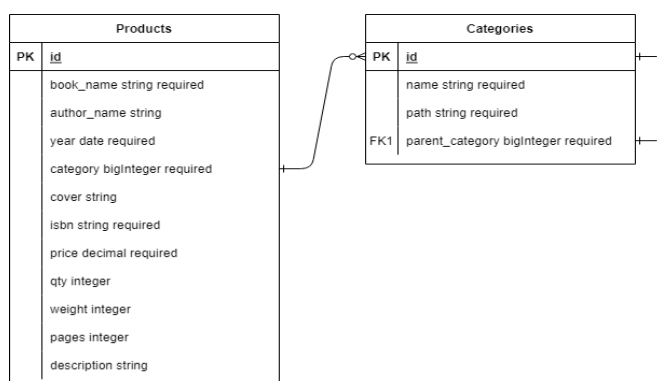 Products
PK id
book_name string required
author_name string
year date required
category bigInteger required
cover string
isbn string required
price decimal required
qty integer
weight integer
pages integer
description string
Categories
PK id
name string required
path string required
FK1 parent_category bigInteger required